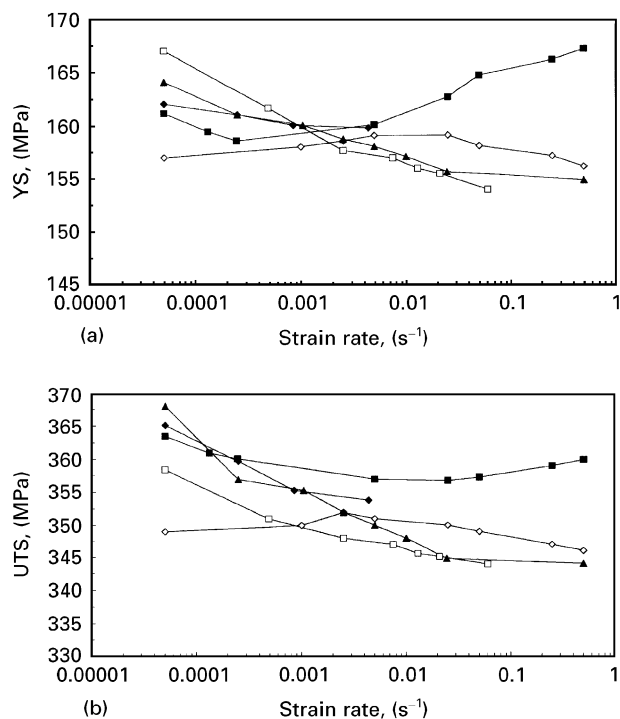 170
165
160
155
150
145
YS, (MPa)
0.00001 0.0001 0.001 0.01 0.1 1
(a) Strain rate, (s⁻¹)
370
365
360
355
350
345
340
335
330
UTS, (MPa)
0.00001 0.0001 0.001 0.01 0.1 1
(b) Strain rate, (s⁻¹)